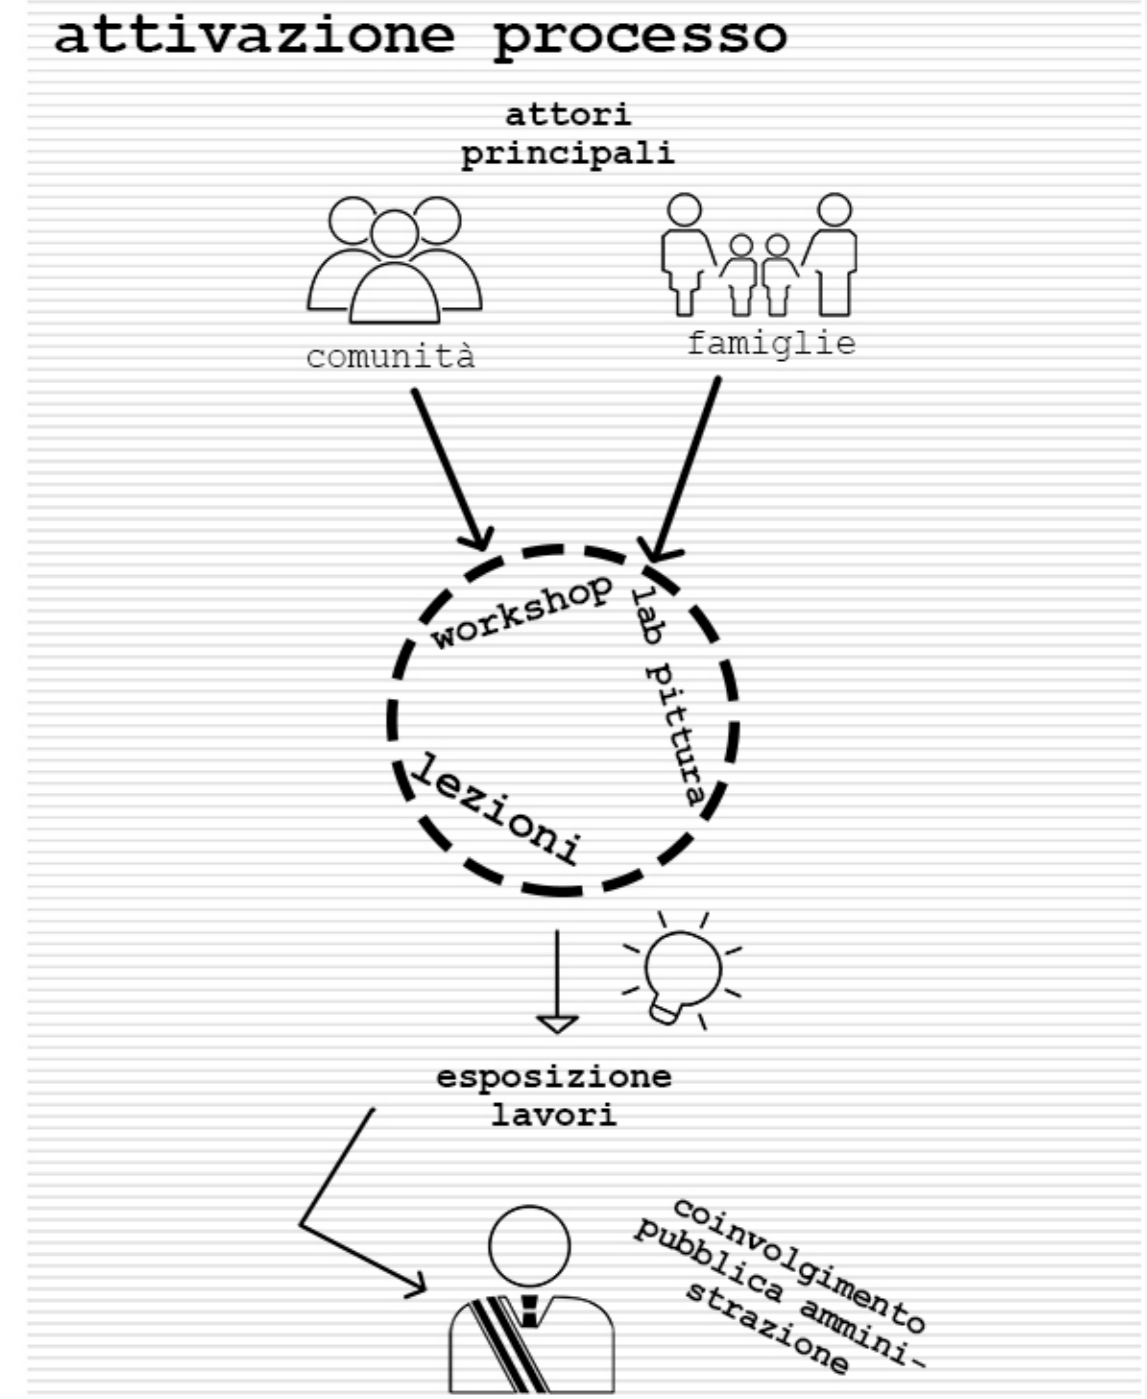 attivazione processo
attori
principali
comunità
famiglie
workshop
lab pittura
lezioni
esposizione
lavori
coinvolgimento
pubblica ammini-
strazione